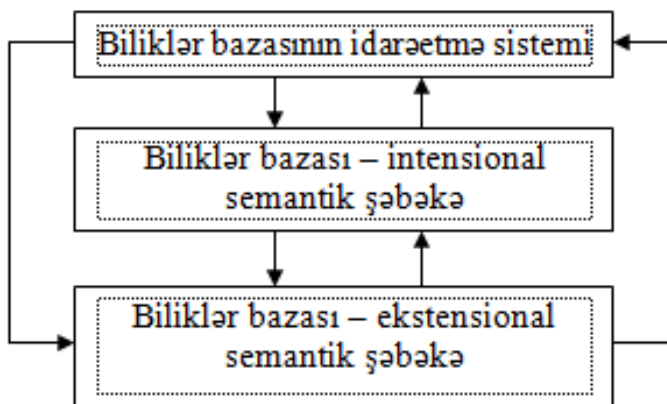 Biliklər bazasının idarəetmə sistemi
Biliklər bazası – intensional
semantik şəbəkə
Biliklər bazası – ekstensional
semantik şəbəkə